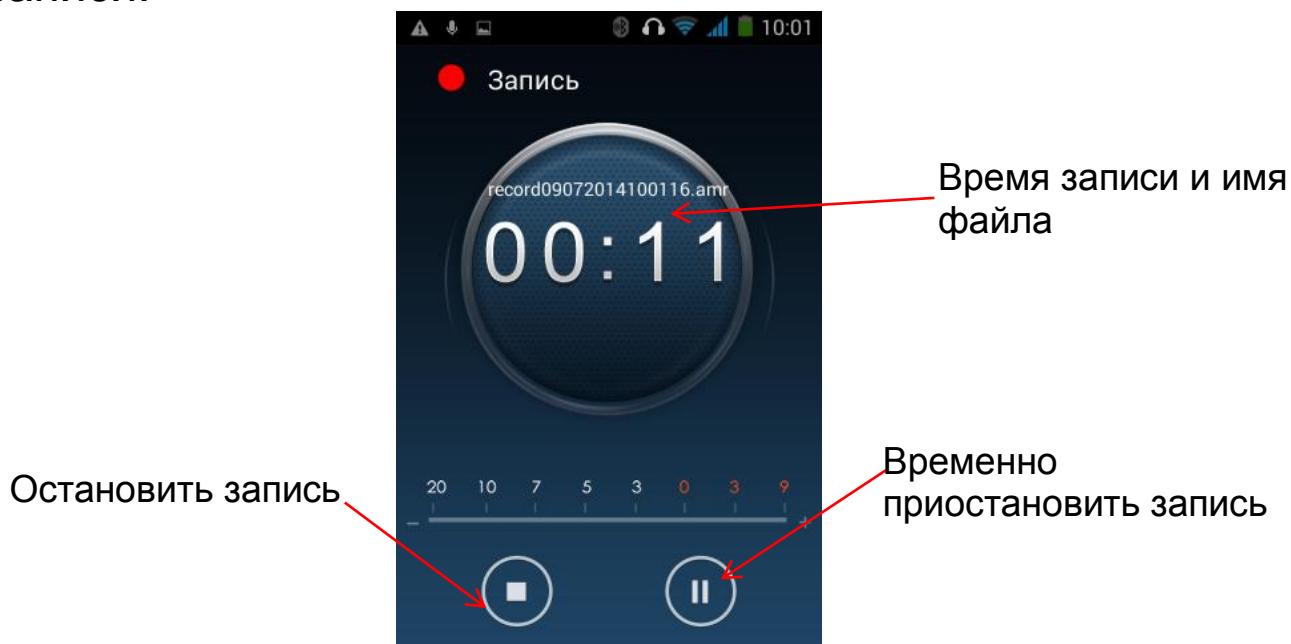 10:01
Запись
record09072014100116.amr
00:11
Время записи и имя
файла
Остановить запись
Временно
приостановить запись
20 10 7 5 3 0 3 9
- +